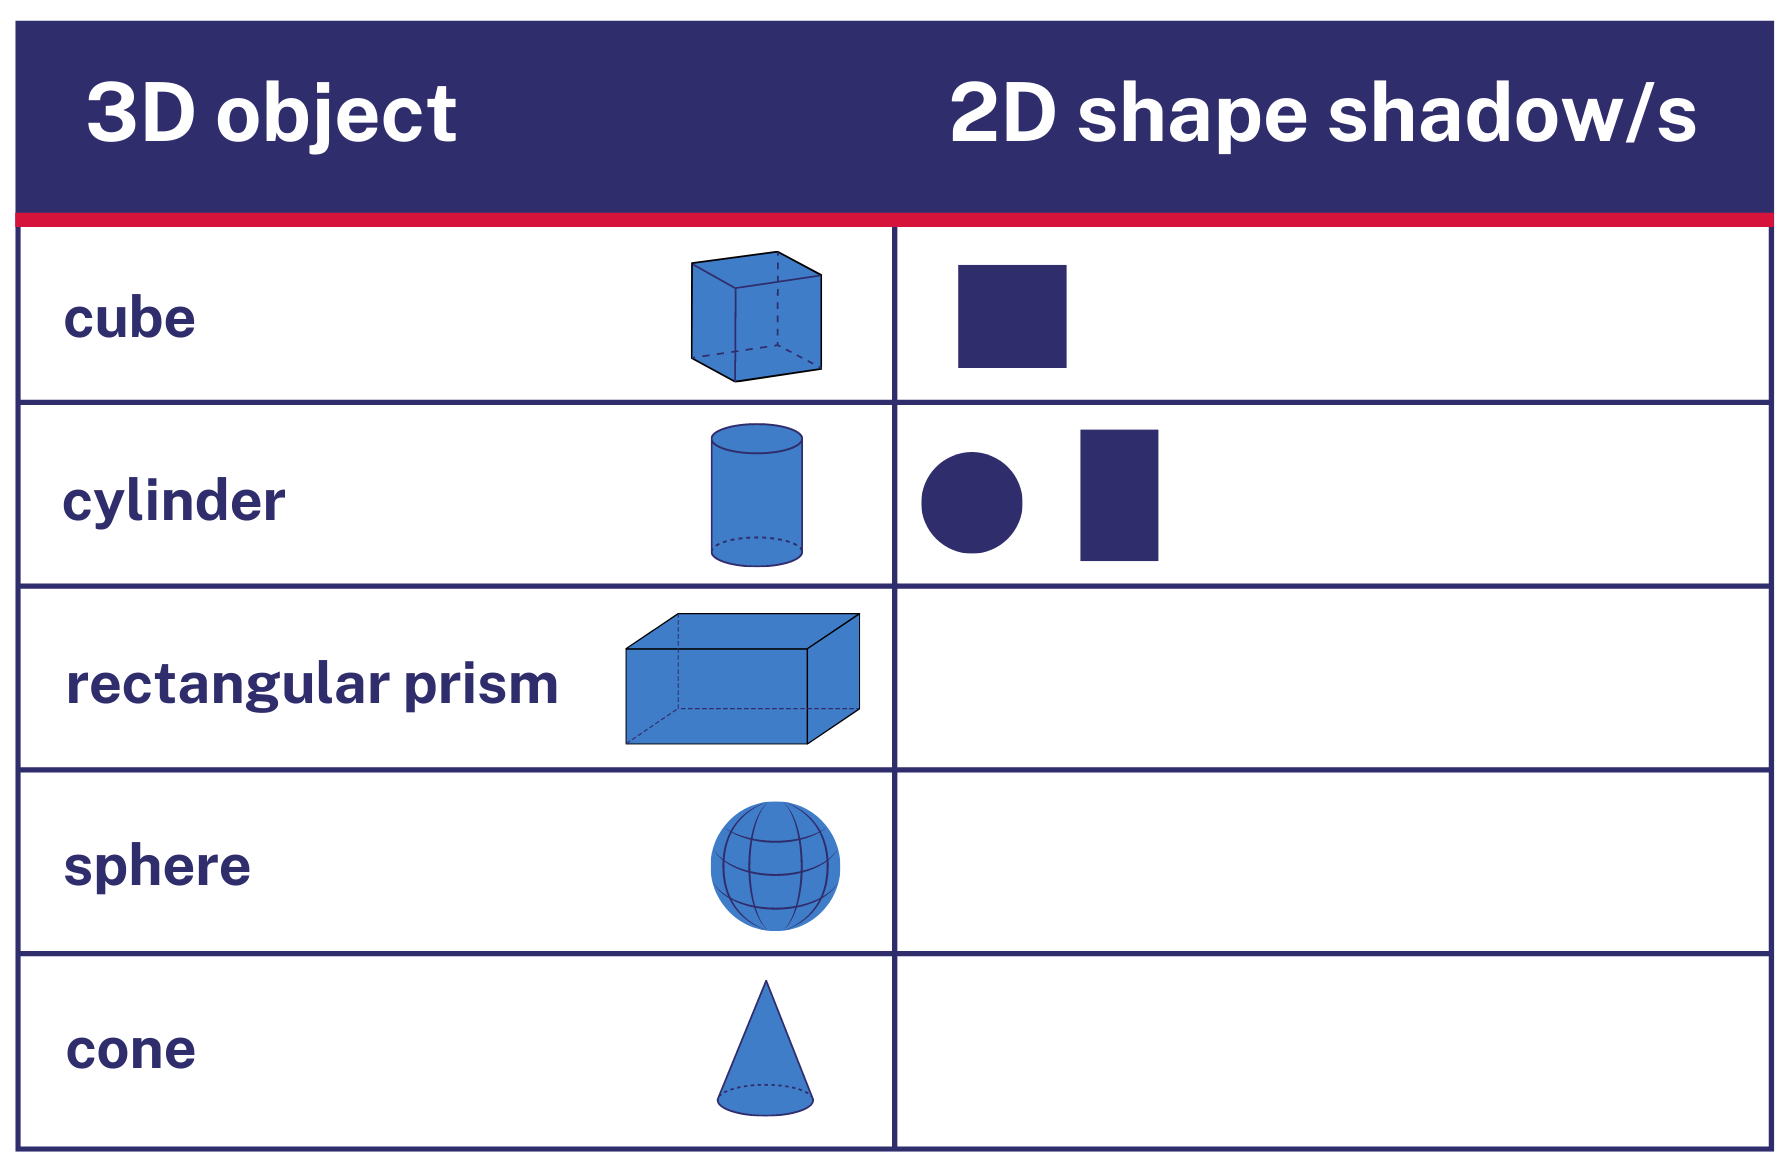 3D object
2D shape shadow/s
cube
cylinder
rectangular prism
sphere
cone